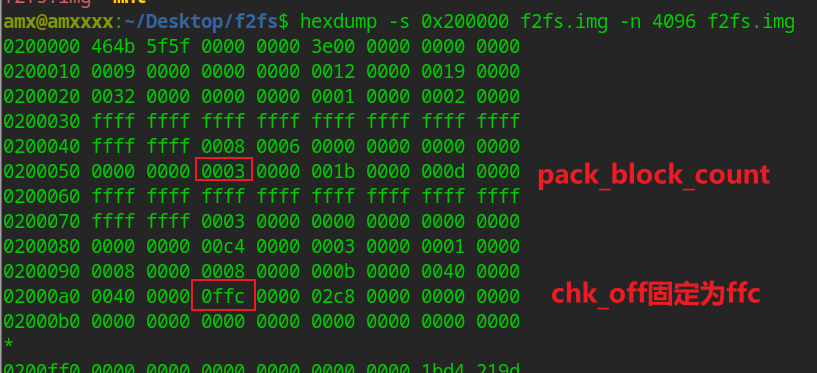 f2fs.img mnt
amx@amxxxx:~/Desktop/f2fs$ hexdump -s 0x200000 f2fs.img -n 4096 f2fs.img
0200000 464b 5f5f 0000 0000 3e00 0000 0000 0000
0200010 0009 0000 0000 0000 0012 0000 0019 0000
0200020 0032 0000 0000 0000 0001 0000 0002 0000
0200030 ffff ffff ffff ffff ffff ffff ffff ffff
0200040 ffff ffff 0008 0006 0000 0000 0000 0000
0200050 0000 0000 0003 0000 001b 0000 000d 0000
pack_block_count
0200060 ffff ffff ffff ffff ffff ffff ffff ffff
0200070 ffff ffff 0003 0000 0000 0000 0000 0000
0200080 0000 0000 00c4 0000 0003 0000 0001 0000
0200090 0008 0000 0008 0000 000b 0000 0040 0000
02000a0 0040 0000 0ffc 0000 02c8 0000 0000 0000
chk_off固定为ffc
02000b0 0000 0000 0000 0000 0000 0000 0000 0000
*
0200ff0 0000 0000 0000 0000 0000 0000 1bd4 219d